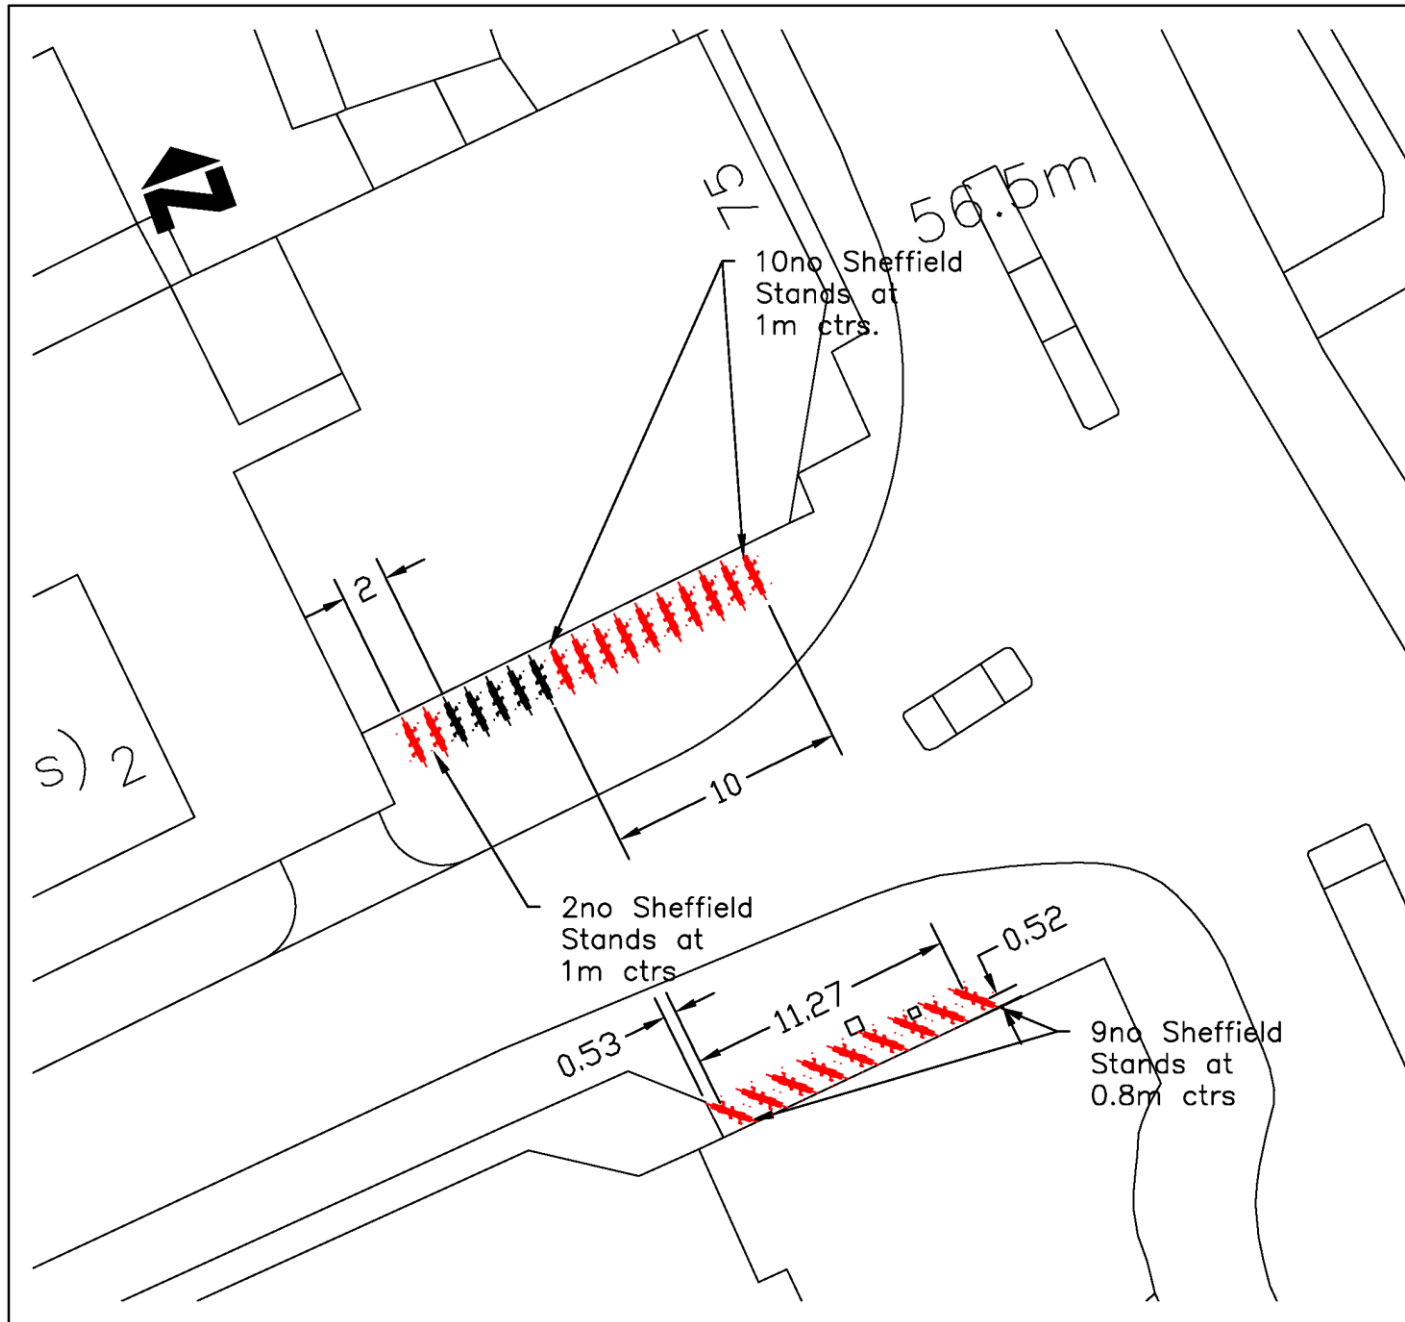 N
75
56.5m
10no Sheffield
Stands at
1m ctrs.
2
s) 2
10
2no Sheffield
Stands at
1m ctrs
0.52
11.27
0.53
9no Sheffield
Stands at
0.8m ctrs